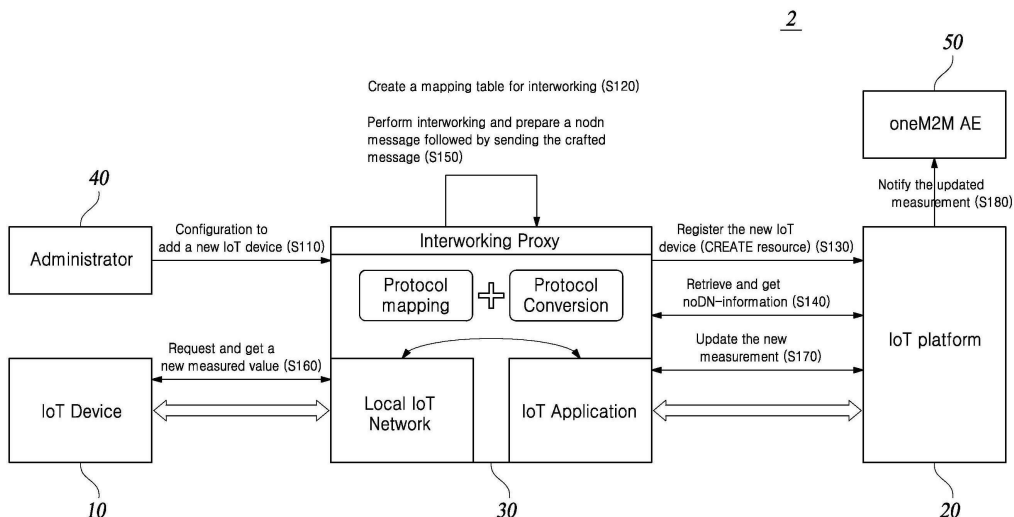 2
50
Create a mapping table for interworking (S120)
oneM2M AE
Perform interworking and prepare a nodn
message followed by sending the crafted
message (S150)
40
Notify the updated
measurement (S180)
Configuration to
add a new IoT device (S110)
Register the new IoT
device (CREATE resource) (S130)
Administrator
Interworking Proxy
Protocol
mapping
Protocol
Conversion
Retrieve and get
noDN-information (S140)
IoT platform
Request and get a
new measured value (S160)
Update the new
measurement (S170)
IoT Device
Local IoT
Network
IoT Application
10
30
20